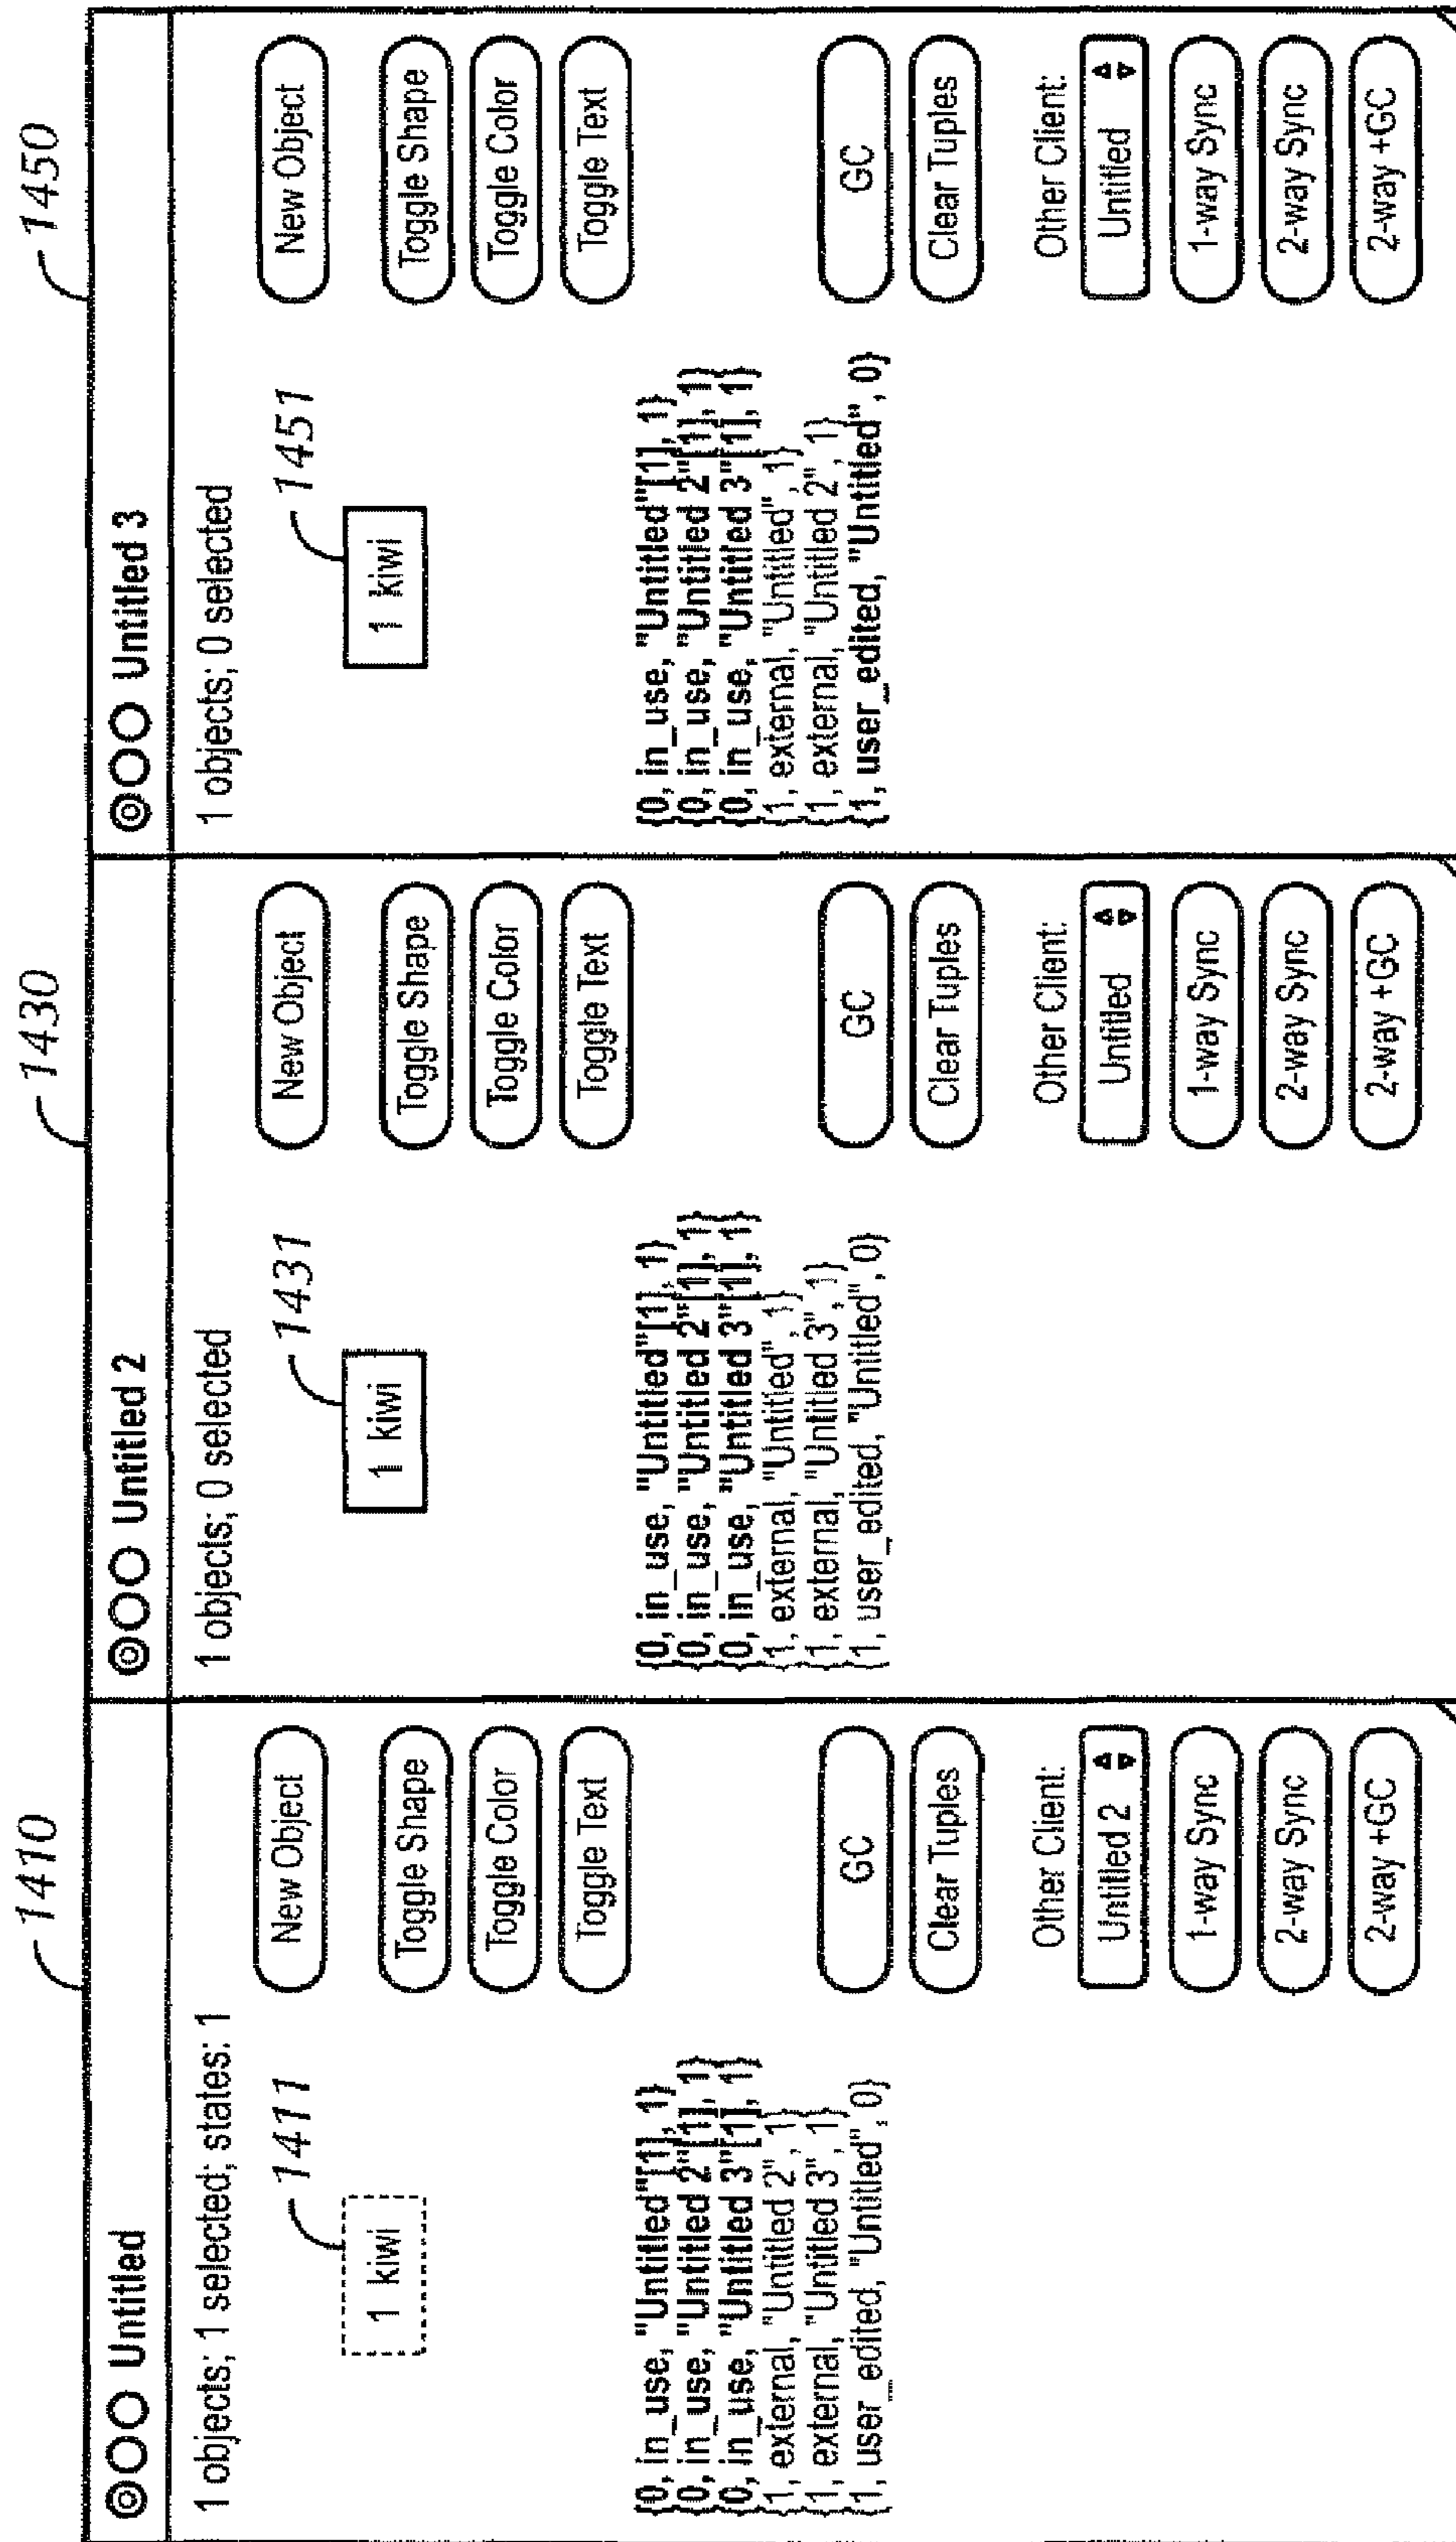 1410
Untitled
1 objects; 1 selected; states: 1
New Object
1411
1 kiwi
Toggle Shape
Toggle Color
Toggle Text
{0, in_use, "Untitled"[1], 1}
{0, in_use, "Untitled 2"[1], 1}
{0, in_use, "Untitled 3"[1], 1}
{1, external, "Untitled 2", 1}
{1, external, "Untitled 3", 1}
{1, user_edited, "Untitled", 0}
GC
Clear Tuples
Other Client:
Untitled 2
1-way Sync
2-way Sync
2-way +GC
1430
Untitled 2
1 objects; 0 selected
New Object
1431
1 kiwi
Toggle Shape
Toggle Color
Toggle Text
{0, in_use, "Untitled"[1], 1}
{0, in_use, "Untitled 2"[1], 1}
{0, in_use, "Untitled 3"[1], 1}
{1, external, "Untitled", 1}
{1, external, "Untitled 3", 1}
{1, user_edited, "Untitled", 0}
GC
Clear Tuples
Other Client:
Untitled
1-way Sync
2-way Sync
2-way +GC
1450
Untitled 3
1 objects; 0 selected
New Object
1451
1 kiwi
Toggle Shape
Toggle Color
Toggle Text
{0, in_use, "Untitled"[1], 1}
{0, in_use, "Untitled 2"[1], 1}
{0, in_use, "Untitled 3"[1], 1}
{1, external, "Untitled", 1}
{1, external, "Untitled 2", 1}
{1, user_edited, "Untitled", 0}
GC
Clear Tuples
Other Client:
Untitled
1-way Sync
2-way Sync
2-way +GC